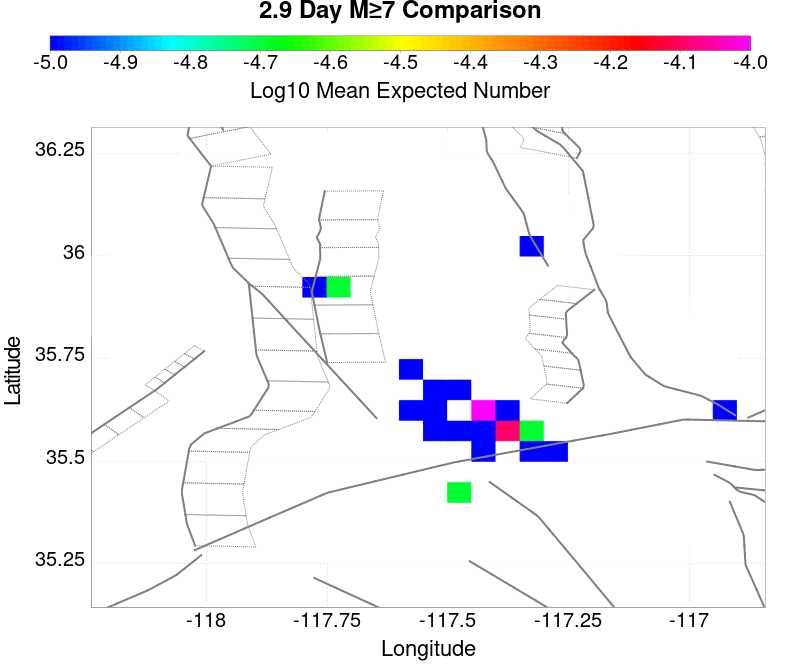 2.9 Day M≥7 Comparison
-5.0 -4.9 -4.8 -4.7 -4.6 -4.5 -4.4 -4.3 -4.2 -4.1 -4.0
Log10 Mean Expected Number
36.25
36
35.75
35.5
35.25
Latitude
-118 -117.75 -117.5 -117.25 -117
Longitude